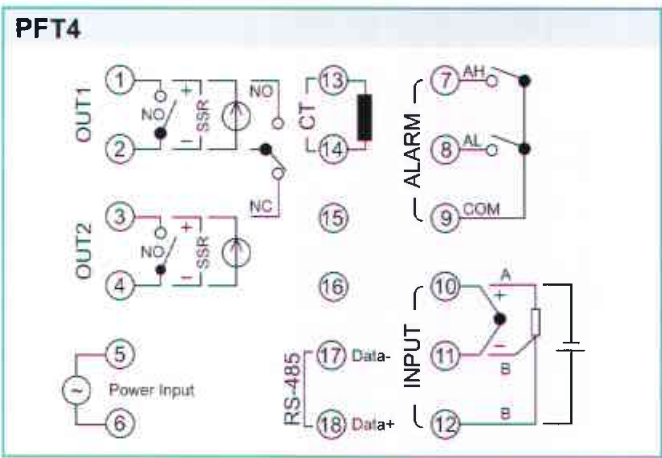 PFT4
OUT1
1
2
NO
+
−
SSR
NO
NC
OUT2
3
4
NO
+
−
SSR
5
6
~
Power Input
CT
13
14
15
16
RS-485
17 Data-
18 Data+
ALARM
7 AH
8 AL
9 COM
INPUT
10
11
12
A
+
−
B
B